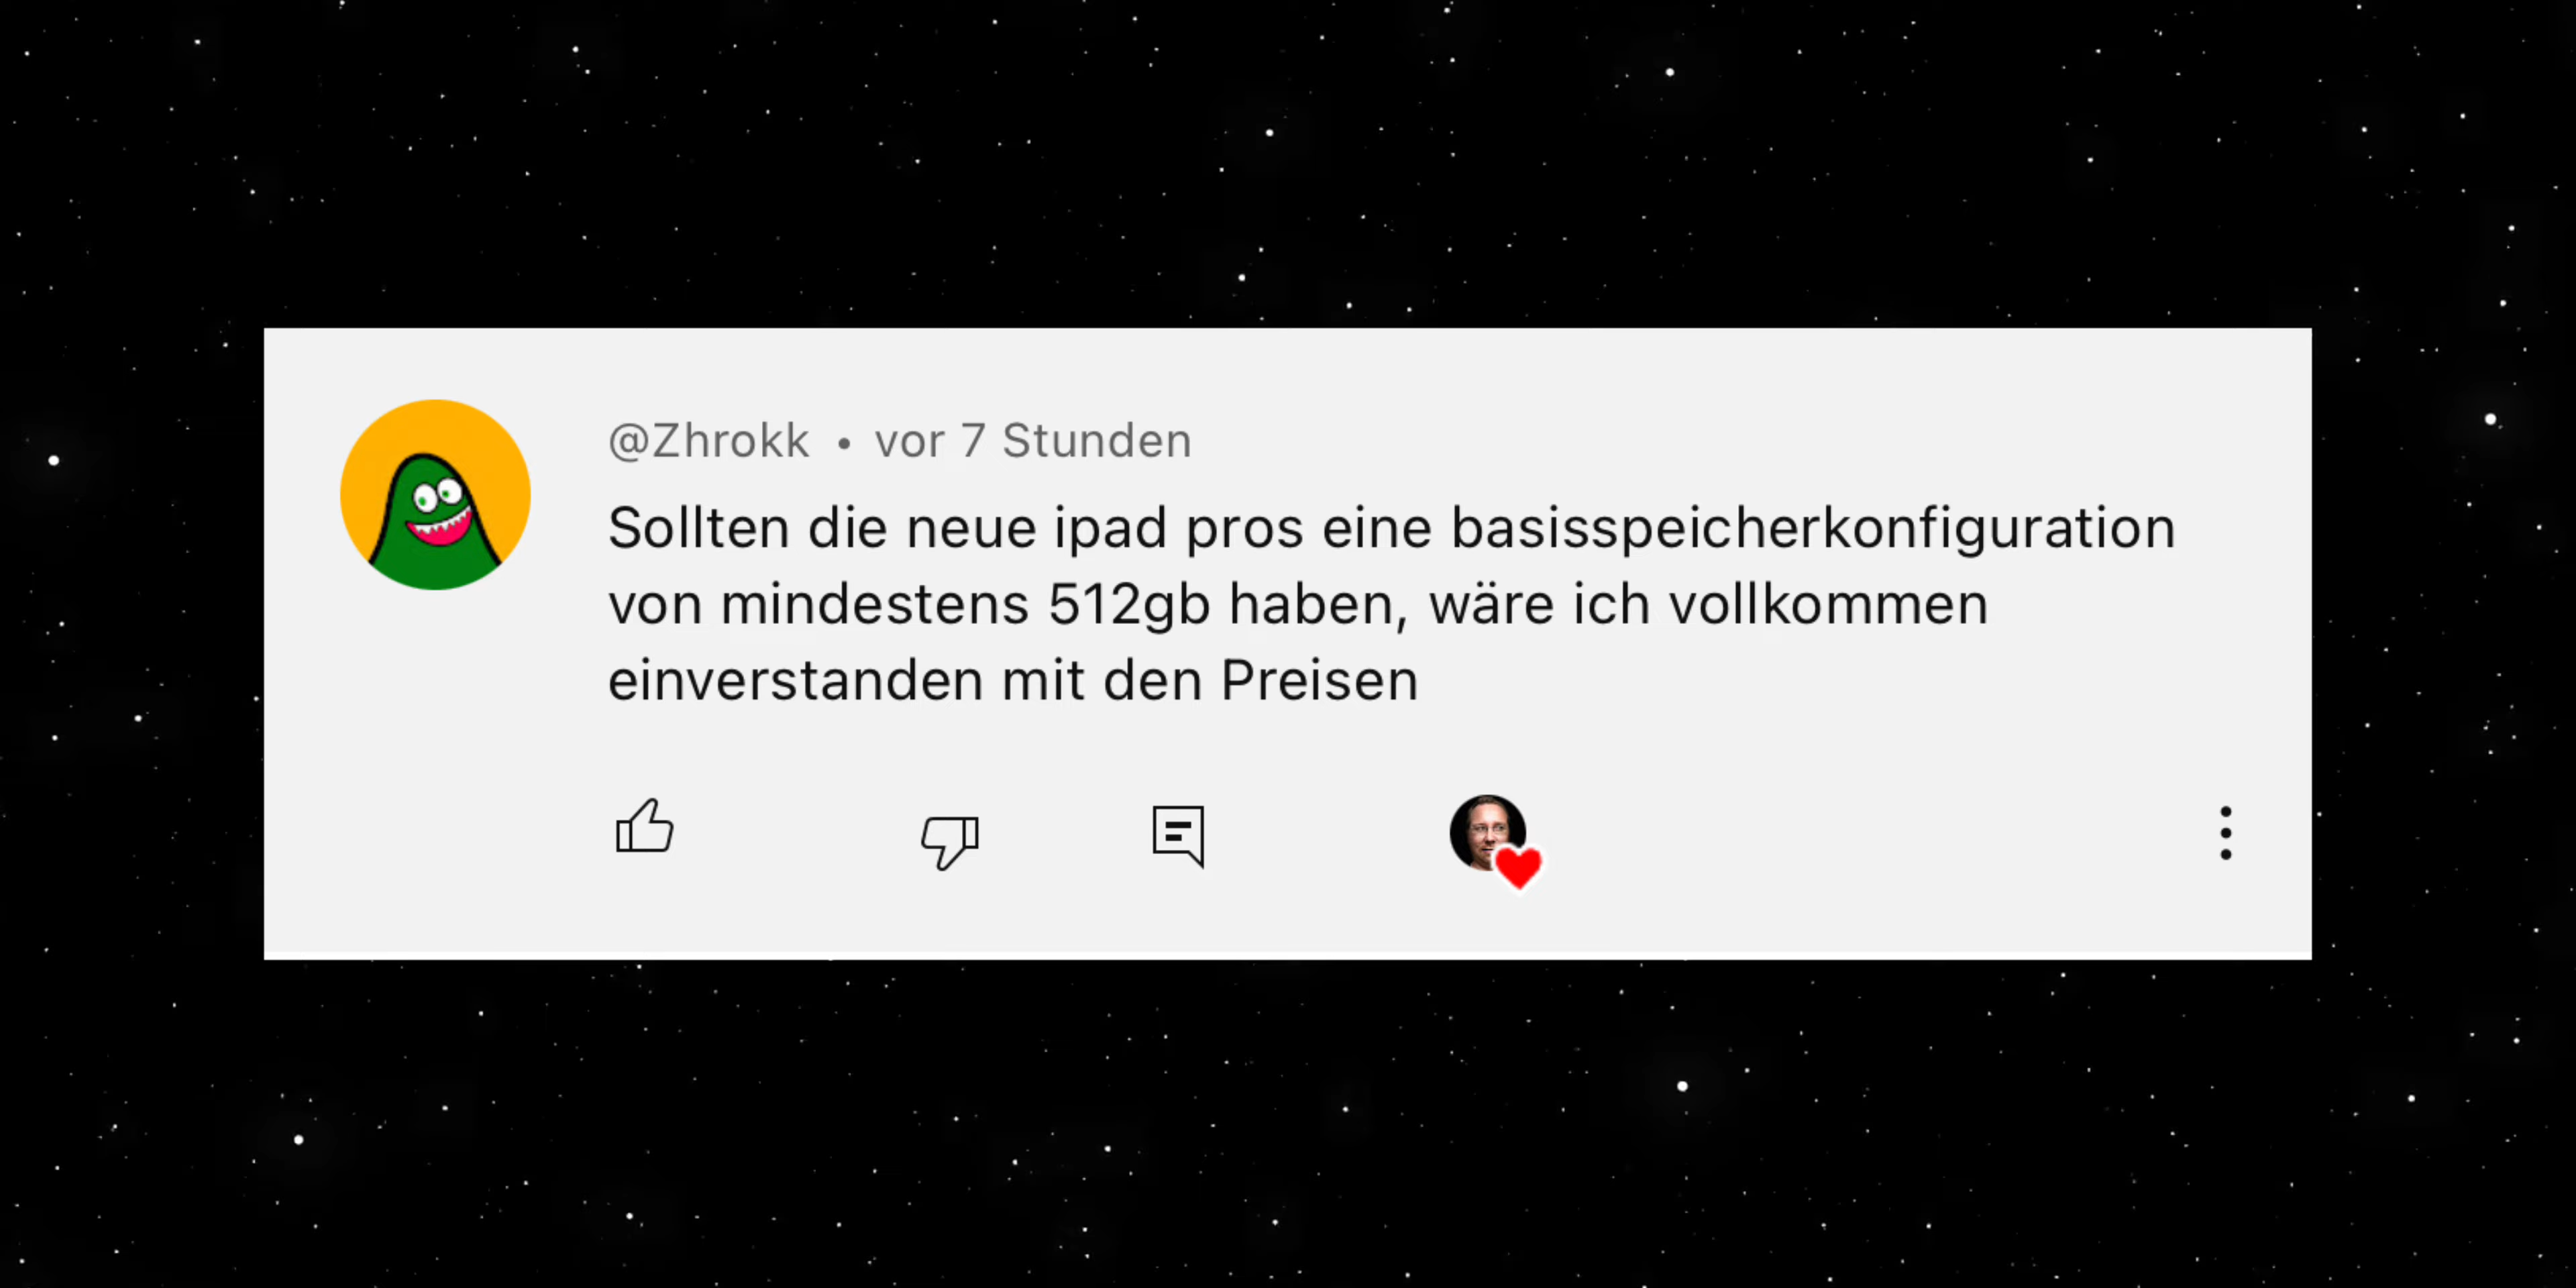 @Zhrokk • vor 7 Stunden
Sollten die neue ipad pros eine basisspeicherkonfiguration
von mindestens 512gb haben, wäre ich vollkommen
einverstanden mit den Preisen